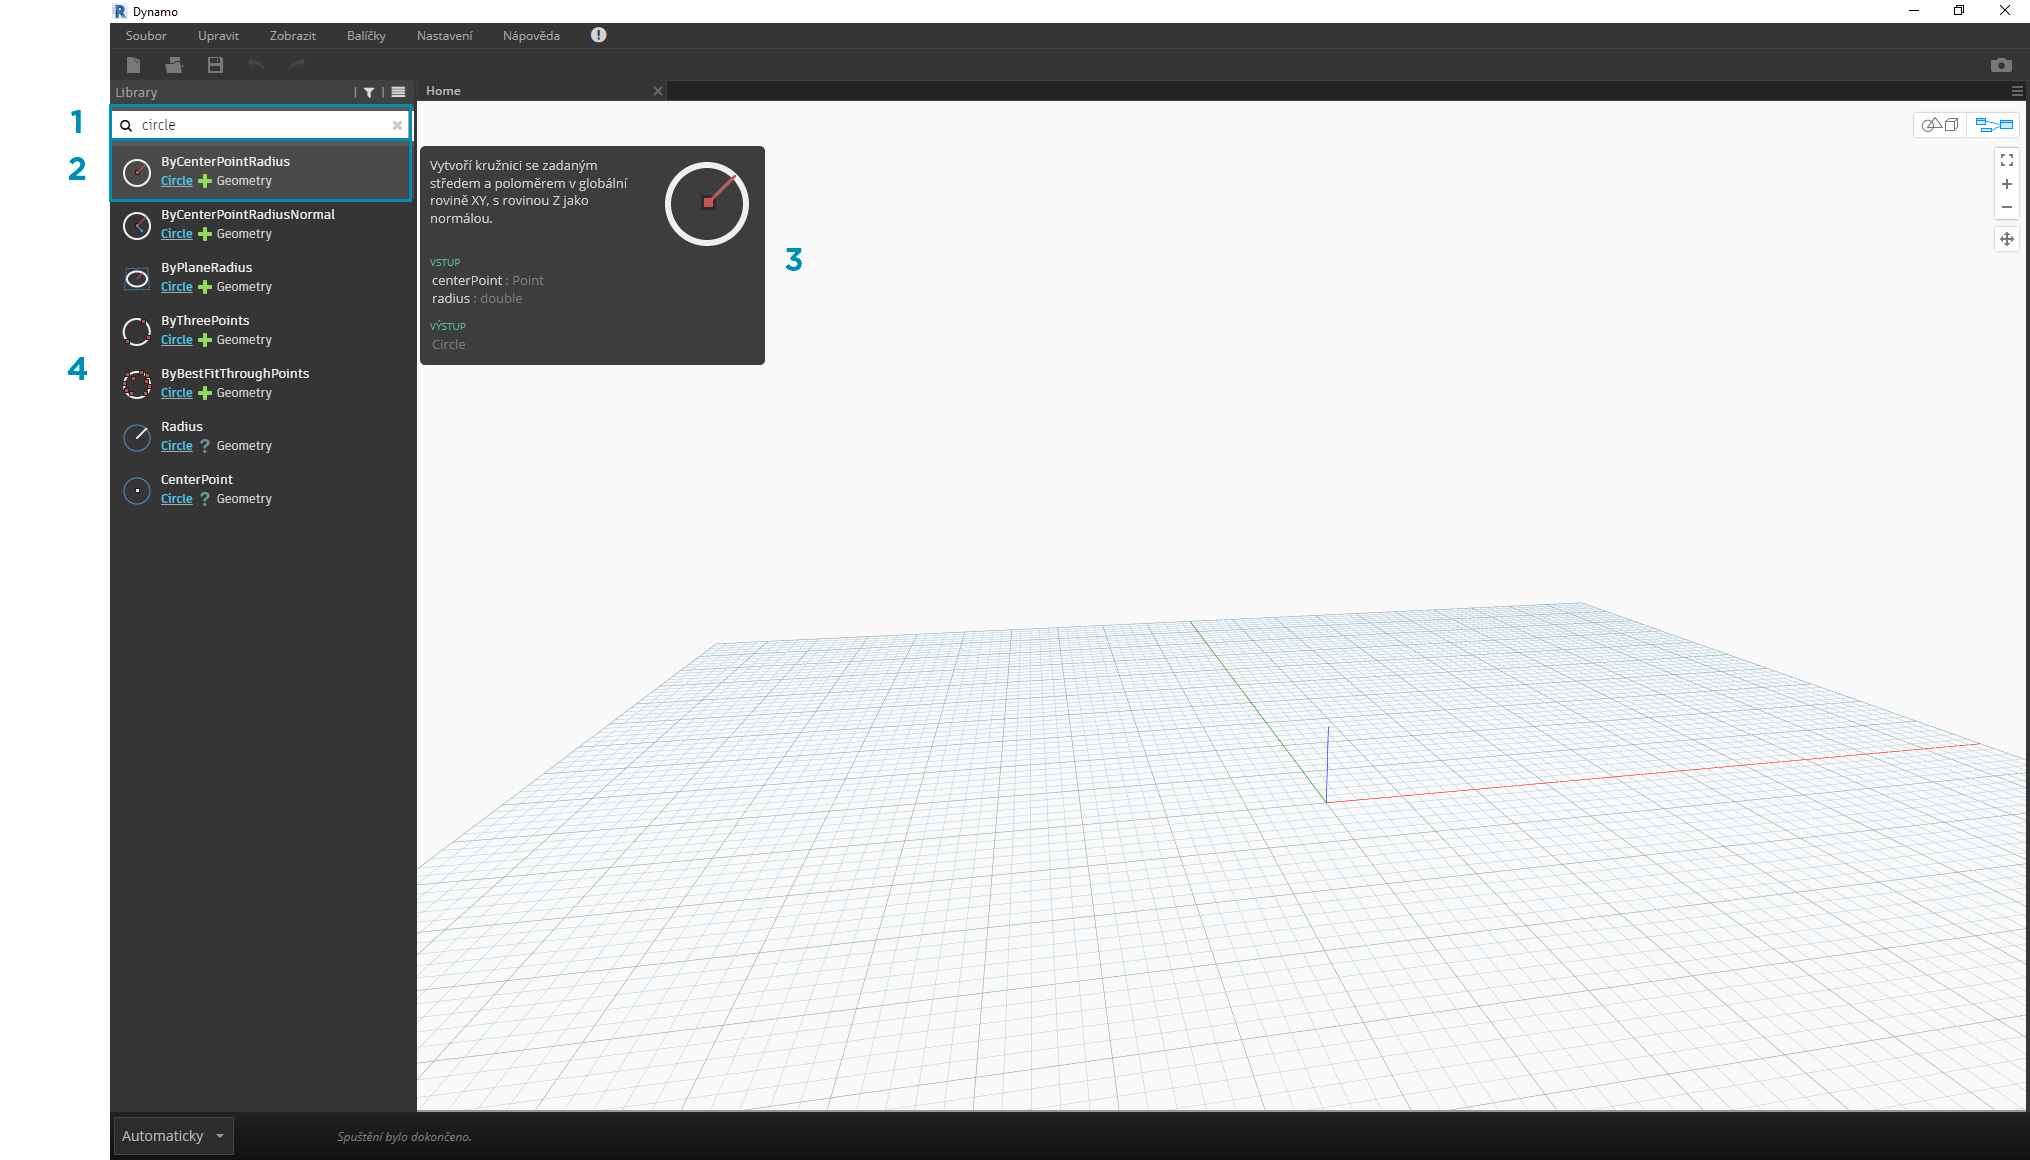 Dynamo
Soubor Upravit Zobrazit Balíčky Nastavení Nápověda
Library
Home
1
circle
2
ByCenterPointRadius
Circle Geometry
ByCenterPointRadiusNormal
Circle Geometry
ByPlaneRadius
Circle Geometry
ByThreePoints
Circle Geometry
4
ByBestFitThroughPoints
Circle Geometry
Radius
Circle ? Geometry
CenterPoint
Circle ? Geometry
Vytvoří kružnici se zadaným
středem a poloměrem v globální
rovině XY, s rovinou Z jako
normálou.
3
VSTUP
centerPoint : Point
radius : double
VÝSTUP
Circle
Automaticky
Spuštění bylo dokončeno.